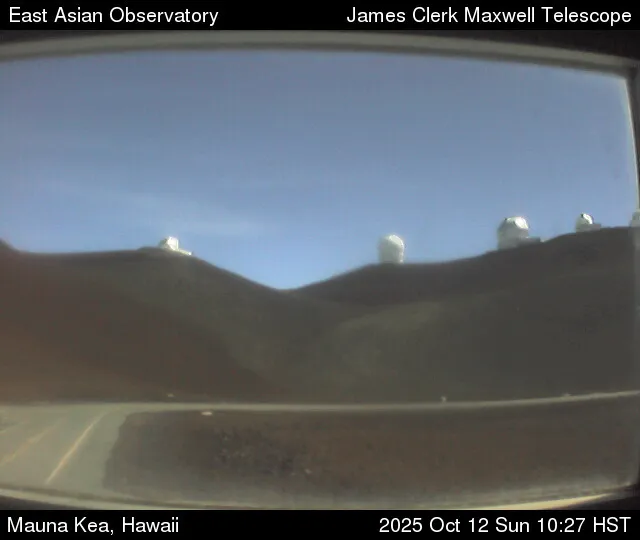 East Asian Observatory
James Clerk Maxwell Telescope
Mauna Kea, Hawaii
2025 Oct 12 Sun 10:27 HST